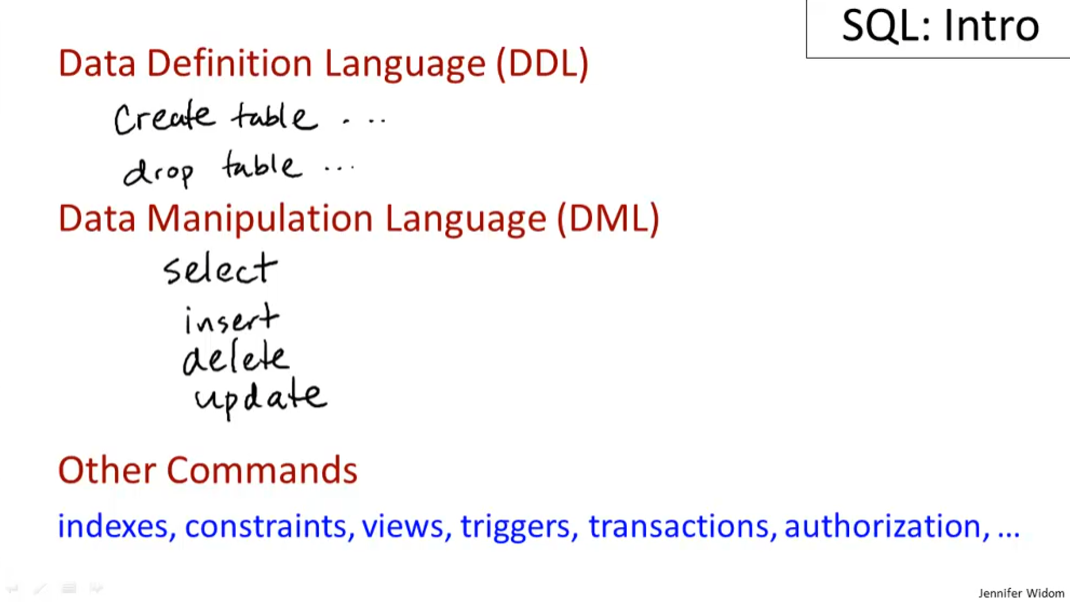 SQL: Intro
Data Definition Language (DDL)
Create table ...
drop table ...
Data Manipulation Language (DML)
select
insert
delete
update
Other Commands
indexes, constraints, views, triggers, transactions, authorization, ...
Jennifer Widom